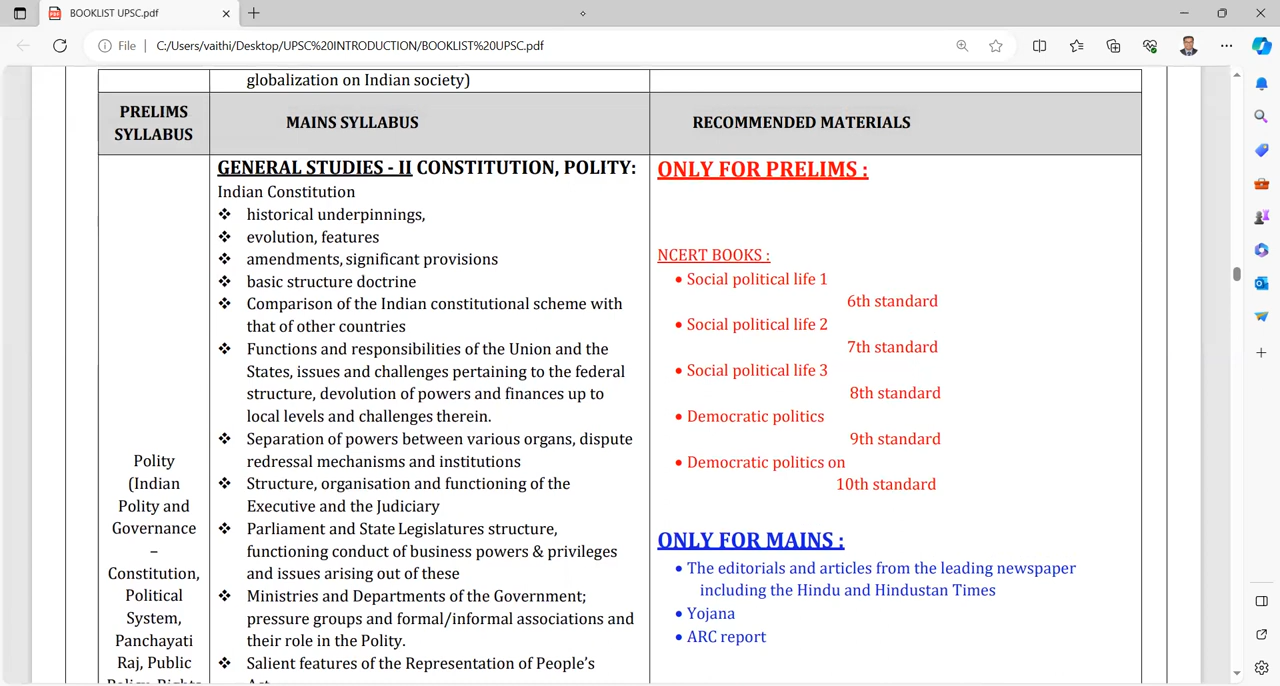 BOOKLIST UPSC.pdf
File
C:/Users/vaithi/Desktop/UPSC%20INTRODUCTION/BOOKLIST%20UPSC.pdf
globalization on Indian society)
PRELIMS
SYLLABUS
MAINS SYLLABUS
RECOMMENDED MATERIALS
Polity
(Indian
Polity and
Governance
–
Constitution,
Political
System,
Panchayati
Raj, Public
Policy, Rights
GENERAL STUDIES - II CONSTITUTION, POLITY:
Indian Constitution
❖ historical underpinnings,
❖ evolution, features
❖ amendments, significant provisions
❖ basic structure doctrine
❖ Comparison of the Indian constitutional scheme with
that of other countries
❖ Functions and responsibilities of the Union and the
States, issues and challenges pertaining to the federal
structure, devolution of powers and finances up to
local levels and challenges therein.
❖ Separation of powers between various organs, dispute
redressal mechanisms and institutions
❖ Structure, organisation and functioning of the
Executive and the Judiciary
❖ Parliament and State Legislatures structure,
functioning conduct of business powers & privileges
and issues arising out of these
❖ Ministries and Departments of the Government;
pressure groups and formal/informal associations and
their role in the Polity.
❖ Salient features of the Representation of People's
Act
ONLY FOR PRELIMS :
NCERT BOOKS :
• Social political life 1
6th standard
• Social political life 2
7th standard
• Social political life 3
8th standard
• Democratic politics
9th standard
• Democratic politics on
10th standard
ONLY FOR MAINS :
• The editorials and articles from the leading newspaper
including the Hindu and Hindustan Times
• Yojana
• ARC report